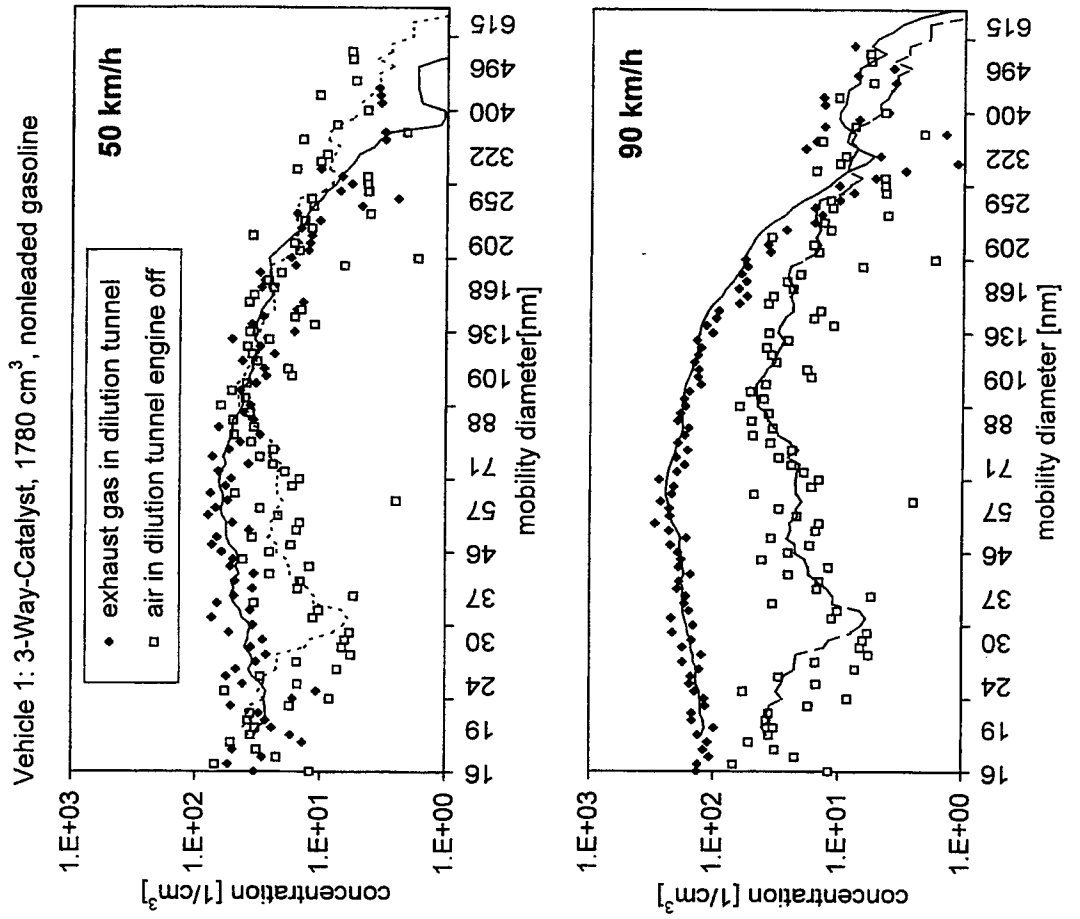 Vehicle 1: 3-Way-Catalyst, 1780 cm³, nonleaded gasoline
50 km/h
exhaust gas in dilution tunnel
air in dilution tunnel engine off
1.E+03
1.E+02
1.E+01
1.E+00
concentration [1/cm³]
16 19 24 30 37 46 57 71 88 109 136 168 209 259 322 400 496 615
mobility diameter[nm]
90 km/h
1.E+03
1.E+02
1.E+01
1.E+00
concentration [1/cm³]
16 19 24 30 37 46 57 71 88 109 136 168 209 259 322 400 496 615
mobility diameter [nm]